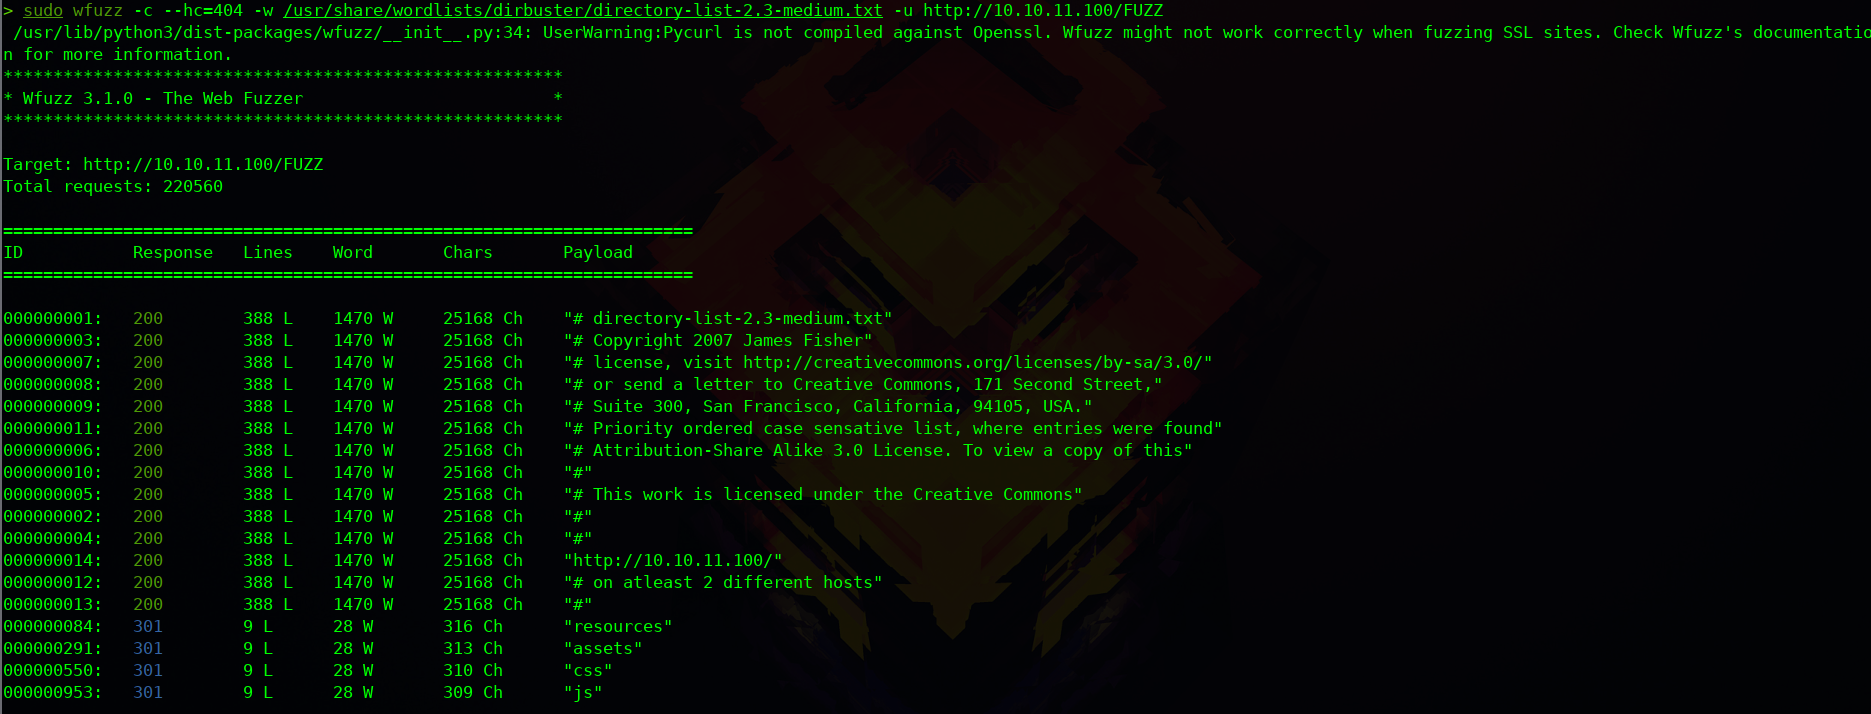 > sudo wfuzz -c --hc=404 -w /usr/share/wordlists/dirbuster/directory-list-2.3-medium.txt -u http://10.10.11.100/FUZZ
/usr/lib/python3/dist-packages/wfuzz/__init__.py:34: UserWarning:Pycurl is not compiled against Openssl. Wfuzz might not work correctly when fuzzing SSL sites. Check Wfuzz's documentatio
n for more information.
********************************************************
* Wfuzz 3.1.0 - The Web Fuzzer                         *
********************************************************
Target: http://10.10.11.100/FUZZ
Total requests: 220560
=====================================================================
ID           Response   Lines    Word       Chars       Payload
=====================================================================
000000001:   200        388 L    1470 W     25168 Ch    "# directory-list-2.3-medium.txt"
000000003:   200        388 L    1470 W     25168 Ch    "# Copyright 2007 James Fisher"
000000007:   200        388 L    1470 W     25168 Ch    "# license, visit http://creativecommons.org/licenses/by-sa/3.0/"
000000008:   200        388 L    1470 W     25168 Ch    "# or send a letter to Creative Commons, 171 Second Street,"
000000009:   200        388 L    1470 W     25168 Ch    "# Suite 300, San Francisco, California, 94105, USA."
000000011:   200        388 L    1470 W     25168 Ch    "# Priority ordered case sensative list, where entries were found"
000000006:   200        388 L    1470 W     25168 Ch    "# Attribution-Share Alike 3.0 License. To view a copy of this"
000000010:   200        388 L    1470 W     25168 Ch    "#"
000000005:   200        388 L    1470 W     25168 Ch    "# This work is licensed under the Creative Commons"
000000002:   200        388 L    1470 W     25168 Ch    "#"
000000004:   200        388 L    1470 W     25168 Ch    "#"
000000014:   200        388 L    1470 W     25168 Ch    "http://10.10.11.100/"
000000012:   200        388 L    1470 W     25168 Ch    "# on atleast 2 different hosts"
000000013:   200        388 L    1470 W     25168 Ch    "#"
000000084:   301        9 L      28 W       316 Ch      "resources"
000000291:   301        9 L      28 W       313 Ch      "assets"
000000550:   301        9 L      28 W       310 Ch      "css"
000000953:   301        9 L      28 W       309 Ch      "js"